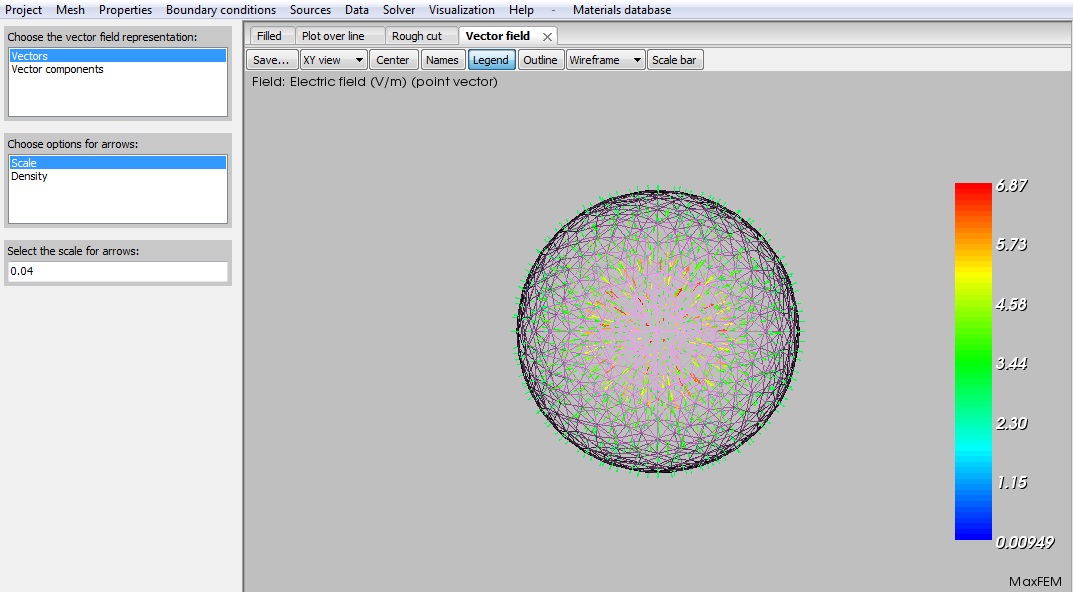 Project Mesh Properties Boundary conditions Sources Data Solver Visualization Help - Materials database
Choose the vector field representation:
Vectors
Vector components
Choose options for arrows:
Scale
Density
Select the scale for arrows:
0.04
Filled Plot over line Rough cut Vector field
Save... XY view Center Names Legend Outline Wireframe Scale bar
Field: Electric field (V/m) (point vector)
6.87
5.73
4.58
3.44
2.30
1.15
0.00949
MaxFEM